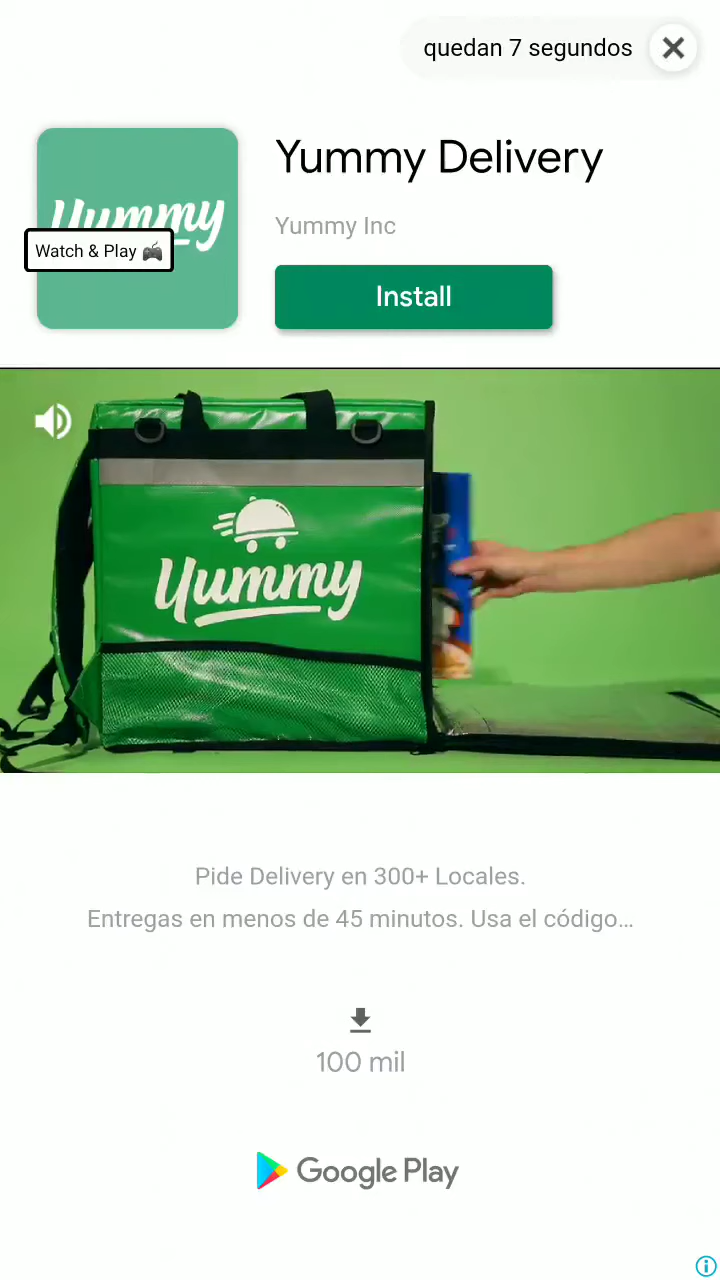 quedan 7 segundos
Yummy Delivery
Yummy
Yummy Inc
Watch & Play 🎮
Install
Yummy
Pide Delivery en 300+ Locales.
Entregas en menos de 45 minutos. Usa el código...
100 mil
Google Play